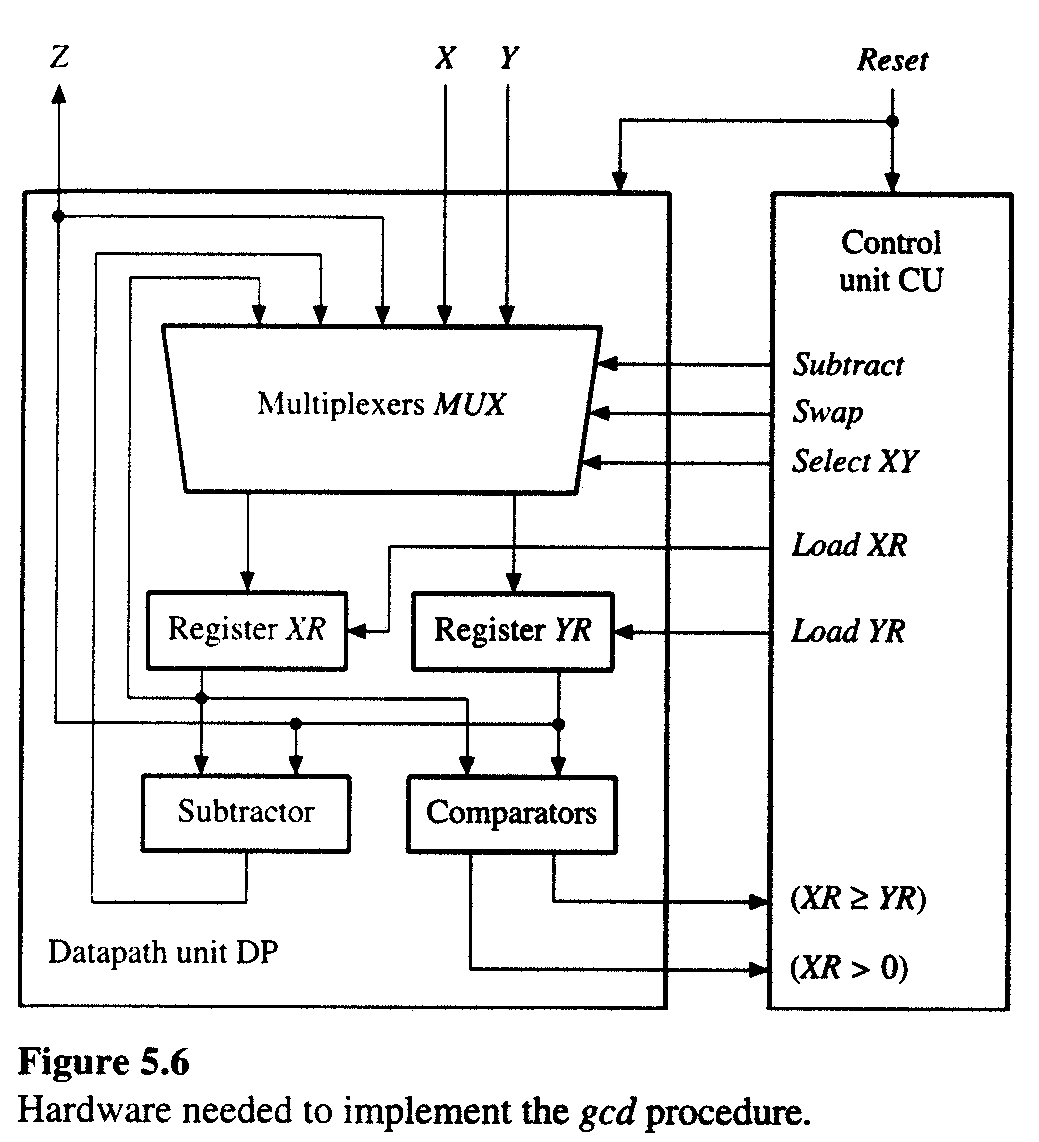 Z
X
Y
Reset
Control
unit CU
Multiplexers MUX
Subtract
Swap
Select XY
Load XR
Register XR
Register YR
Load YR
Subtractor
Comparators
(XR ≥ YR)
Datapath unit DP
(XR > 0)
Figure 5.6
Hardware needed to implement the gcd procedure.